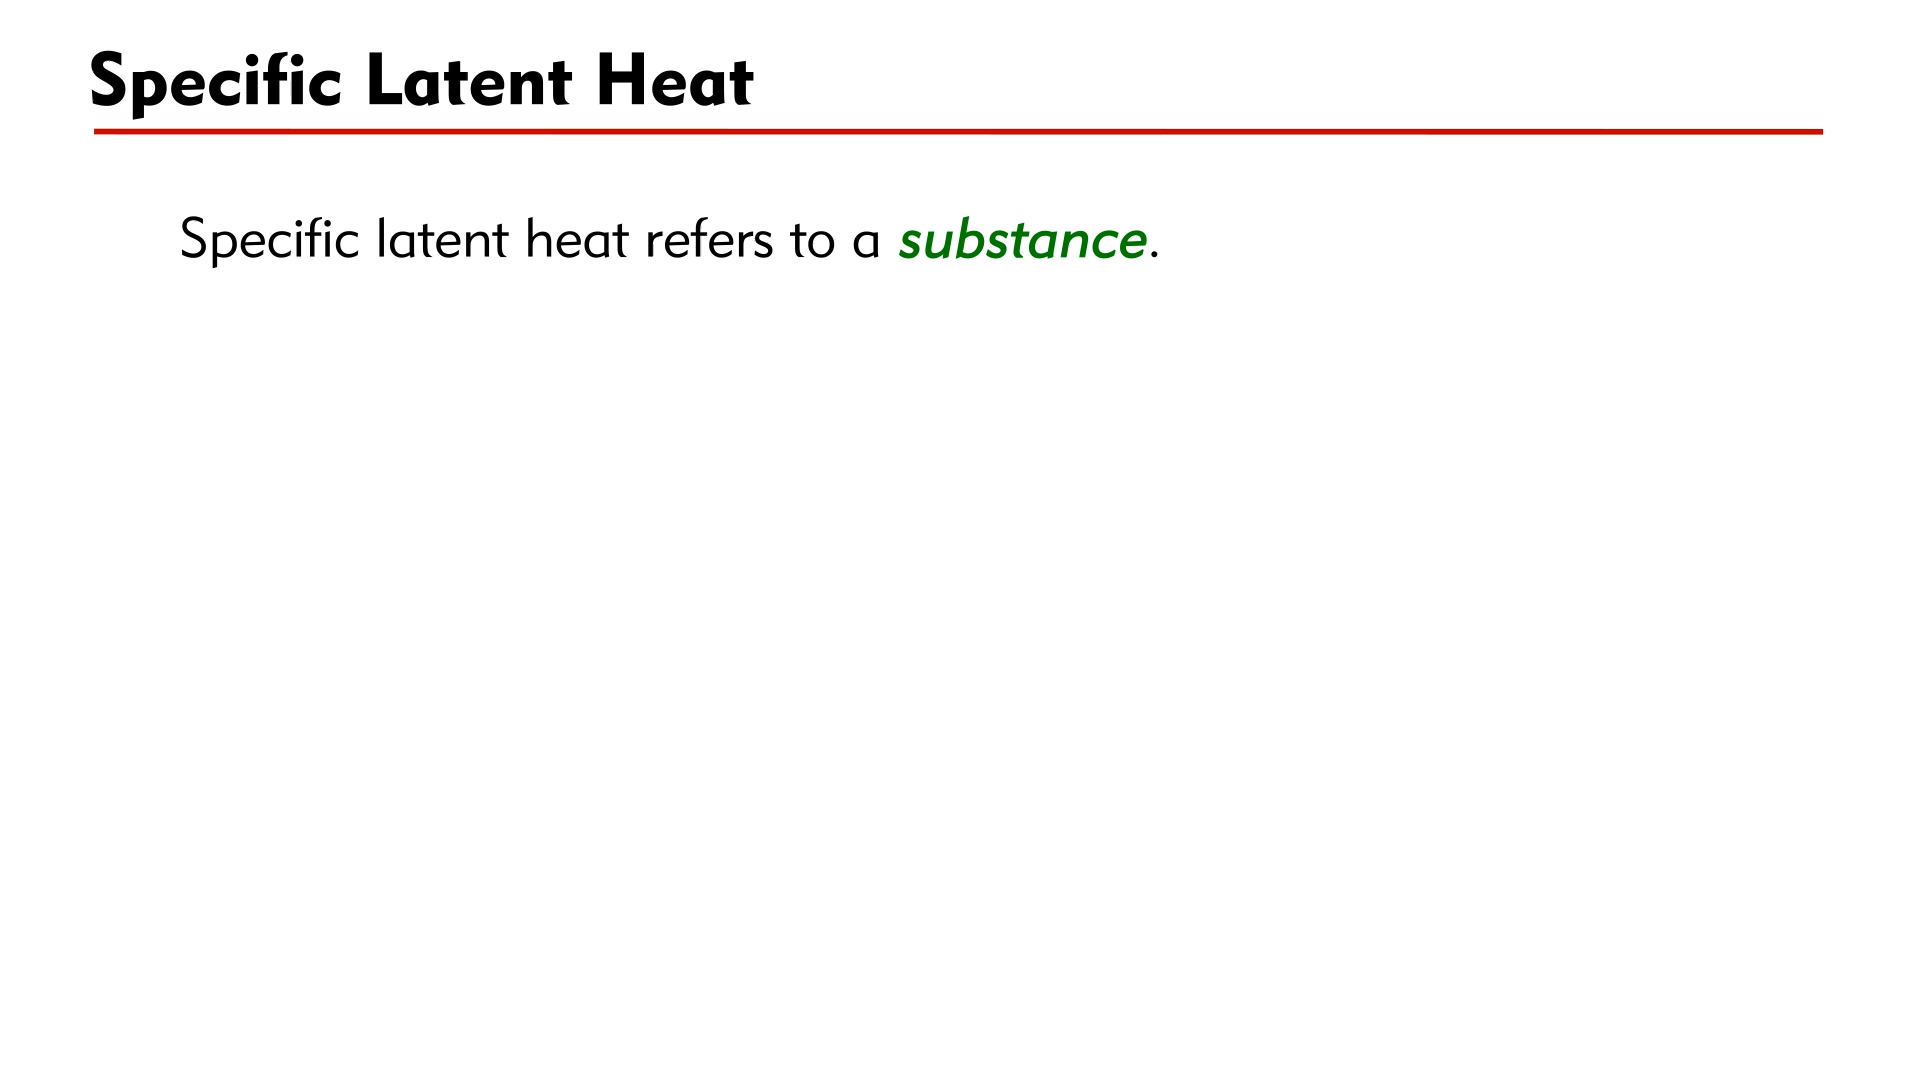 Specific Latent Heat
Specific latent heat refers to a substance.